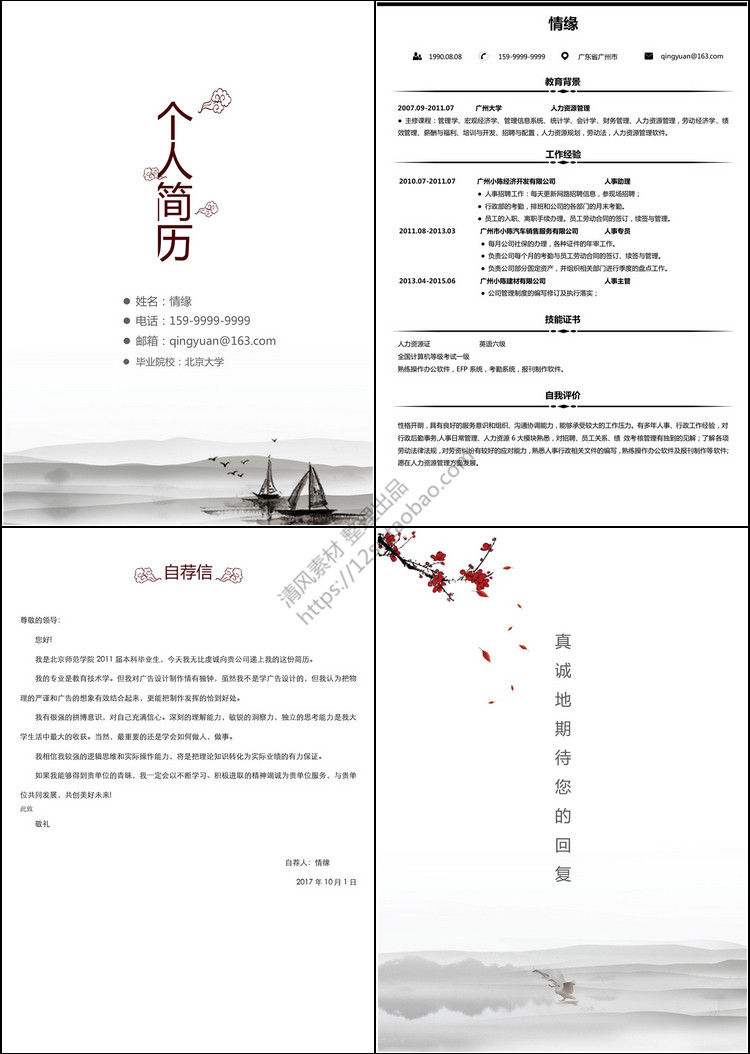 个人简历
● 姓名：情缘
● 电话：159-9999-9999
● 邮箱：qingyuan@163.com
● 毕业院校：北京大学
情缘
1990.08.08 159-9999-9999 广东省广州市 qingyuan@163.com
教育背景
2007.09-2011.07 广州大学 人力资源管理
● 主修课程：管理学、宏观经济学、管理信息系统、统计学、会计学、财务管理、人力资源管理，劳动经济学、绩
效管理、薪酬与福利、培训与开发、招聘与配置，人力资源规划，劳动法，人力资源管理软件。
工作经验
2010.07-2011.07 广州小陈经济开发有限公司 人事助理
● 人事招聘工作：每天更新网路招聘信息，参现场招聘；
● 行政部的考勤，排班和公司的各部门的月末考勤。
● 员工的入职、离职手续办理。员工劳动合同的签订，续签与管理。
2011.08-2013.03 广州市小陈汽车销售服务有限公司 人事专员
● 每月公司社保的办理，各种证件的年审工作。
● 负责公司每个月的考勤与员工劳动合同的签订、续签与管理。
● 负责公司部分固定资产，并组织相关部门进行季度的盘点工作。
2013.04-2015.06 广州小陈建材有限公司 人事主管
● 公司管理制度的编写修订及执行落实；
技能证书
人力资源证 英语六级
全国计算机等级考试一级
熟练操作办公软件，EFP 系统，考勤系统，报刊制作软件。
自我评价
性格开朗，具有良好的服务意识和组织、沟通协调能力，能够承受较大的工作压力。有多年人事、行政工作经验，对
行政后勤事务,人事日常管理、人力资源 6 大模块熟悉，对招聘、员工关系、绩 效考核管理有独到的见解；了解各项
劳动法律法规，对劳资纠纷有较好的应对能力，熟悉人事行政相关文件的编写，熟练操作办公软件及报刊制作等软件;
愿在人力资源管理方面发展。
自荐信
尊敬的领导：
您好!
我是北京师范学院 2011 届本科毕业生，今天我无比虔诚向贵公司递上我的这份简历。
我的专业是教育技术学。但我对广告设计制作情有独钟，虽然我不是学广告设计的，但我认为把物
理的严谨和广告的想象有效结合起来，更能把制作发挥的恰到好处。
我有很强的拼博意识，对自己充满信心。深刻的理解能力，敏锐的洞察力，独立的思考能力是我大
学生活中最大的收获。当然，最重要的还是学会如何做人，做事。
我相信我较强的逻辑思维和实际操作能力，将是把理论知识转化为实际业绩的有力保证。
如果我能够得到贵单位的青睐，我一定会以不断学习、积极进取的精神竭诚为贵单位服务，与贵单
位共同发展，共创美好未来!
此致
敬礼
自荐人：情缘
2017 年 10 月 1 日
真诚地期待您的回复
清风素材 整理出品